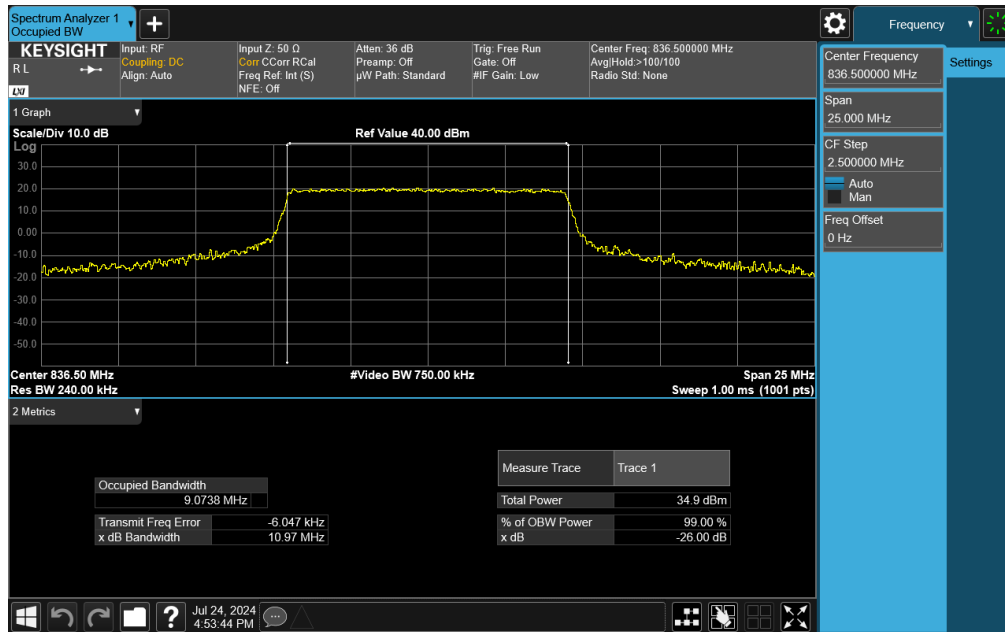 Spectrum Analyzer 1
Occupied BW
Frequency
KEYSIGHT
R L
LXI
Input: RF
Coupling: DC
Align: Auto
Input Z: 50 Ω
Corr CCorr RCal
Freq Ref: Int (S)
NFE: Off
Atten: 36 dB
Preamp: Off
µW Path: Standard
Trig: Free Run
Gate: Off
#IF Gain: Low
Center Freq: 836.500000 MHz
Avg|Hold:>100/100
Radio Std: None
Center Frequency
836.500000 MHz
Settings
Span
25.000 MHz
CF Step
2.500000 MHz
Auto
Man
Freq Offset
0 Hz
1 Graph
Scale/Div 10.0 dB
Ref Value 40.00 dBm
Log
30.0
20.0
10.0
0.00
-10.0
-20.0
-30.0
-40.0
-50.0
Center 836.50 MHz
#Video BW 750.00 kHz
Span 25 MHz
Res BW 240.00 kHz
Sweep 1.00 ms (1001 pts)
2 Metrics
Occupied Bandwidth
9.0738 MHz
Transmit Freq Error -6.047 kHz
x dB Bandwidth 10.97 MHz
Measure Trace Trace 1
Total Power 34.9 dBm
% of OBW Power 99.00 %
x dB -26.00 dB
Jul 24, 2024
4:53:44 PM